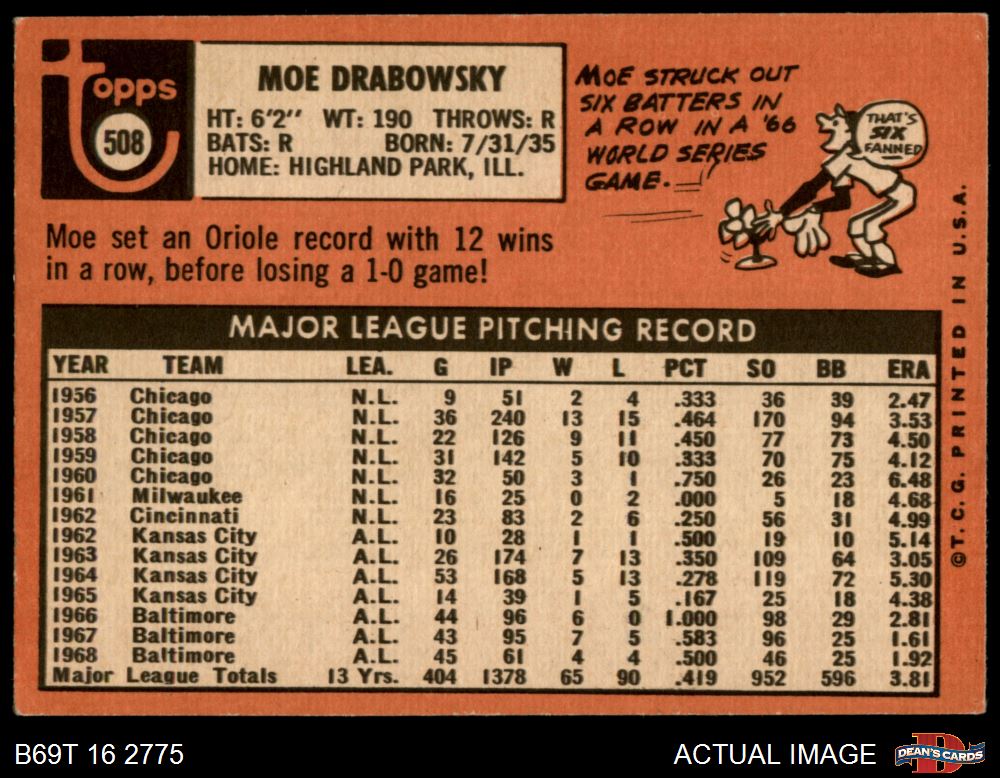 Topps
508
MOE DRABOWSKY
HT: 6'2" WT: 190 THROWS: R
BATS: R BORN: 7/31/35
HOME: HIGHLAND PARK, ILL.
MOE STRUCK OUT
SIX BATTERS IN
A ROW IN A '66
WORLD SERIES
GAME.
THAT'S
SIX
FANNED
Moe set an Oriole record with 12 wins
in a row, before losing a 1-0 game!
MAJOR LEAGUE PITCHING RECORD
YEAR TEAM LEA. G IP W L PCT SO BB ERA
1956 Chicago N.L. 9 51 2 4 .333 36 39 2.47
1957 Chicago N.L. 36 240 13 15 .464 170 94 3.53
1958 Chicago N.L. 22 126 9 11 .450 77 73 4.50
1959 Chicago N.L. 31 142 5 10 .333 70 75 4.12
1960 Chicago N.L. 32 50 3 1 .750 26 23 6.48
1961 Milwaukee N.L. 16 25 0 2 .000 5 18 4.68
1962 Cincinnati N.L. 23 83 2 6 .250 56 31 4.99
1962 Kansas City A.L. 10 28 1 1 .500 19 10 5.14
1963 Kansas City A.L. 26 174 7 13 .350 109 64 3.05
1964 Kansas City A.L. 53 168 5 13 .278 119 72 5.30
1965 Kansas City A.L. 14 39 1 5 .167 25 18 4.38
1966 Baltimore A.L. 44 96 6 0 1.000 98 29 2.81
1967 Baltimore A.L. 43 95 7 5 .583 96 25 1.61
1968 Baltimore A.L. 45 61 4 4 .500 46 25 1.92
Major League Totals 13 Yrs. 404 1378 65 90 .419 952 596 3.81
©T.C.G. PRINTED IN U.S.A.
B69T 16 2775
ACTUAL IMAGE
DEAN'S CARDS